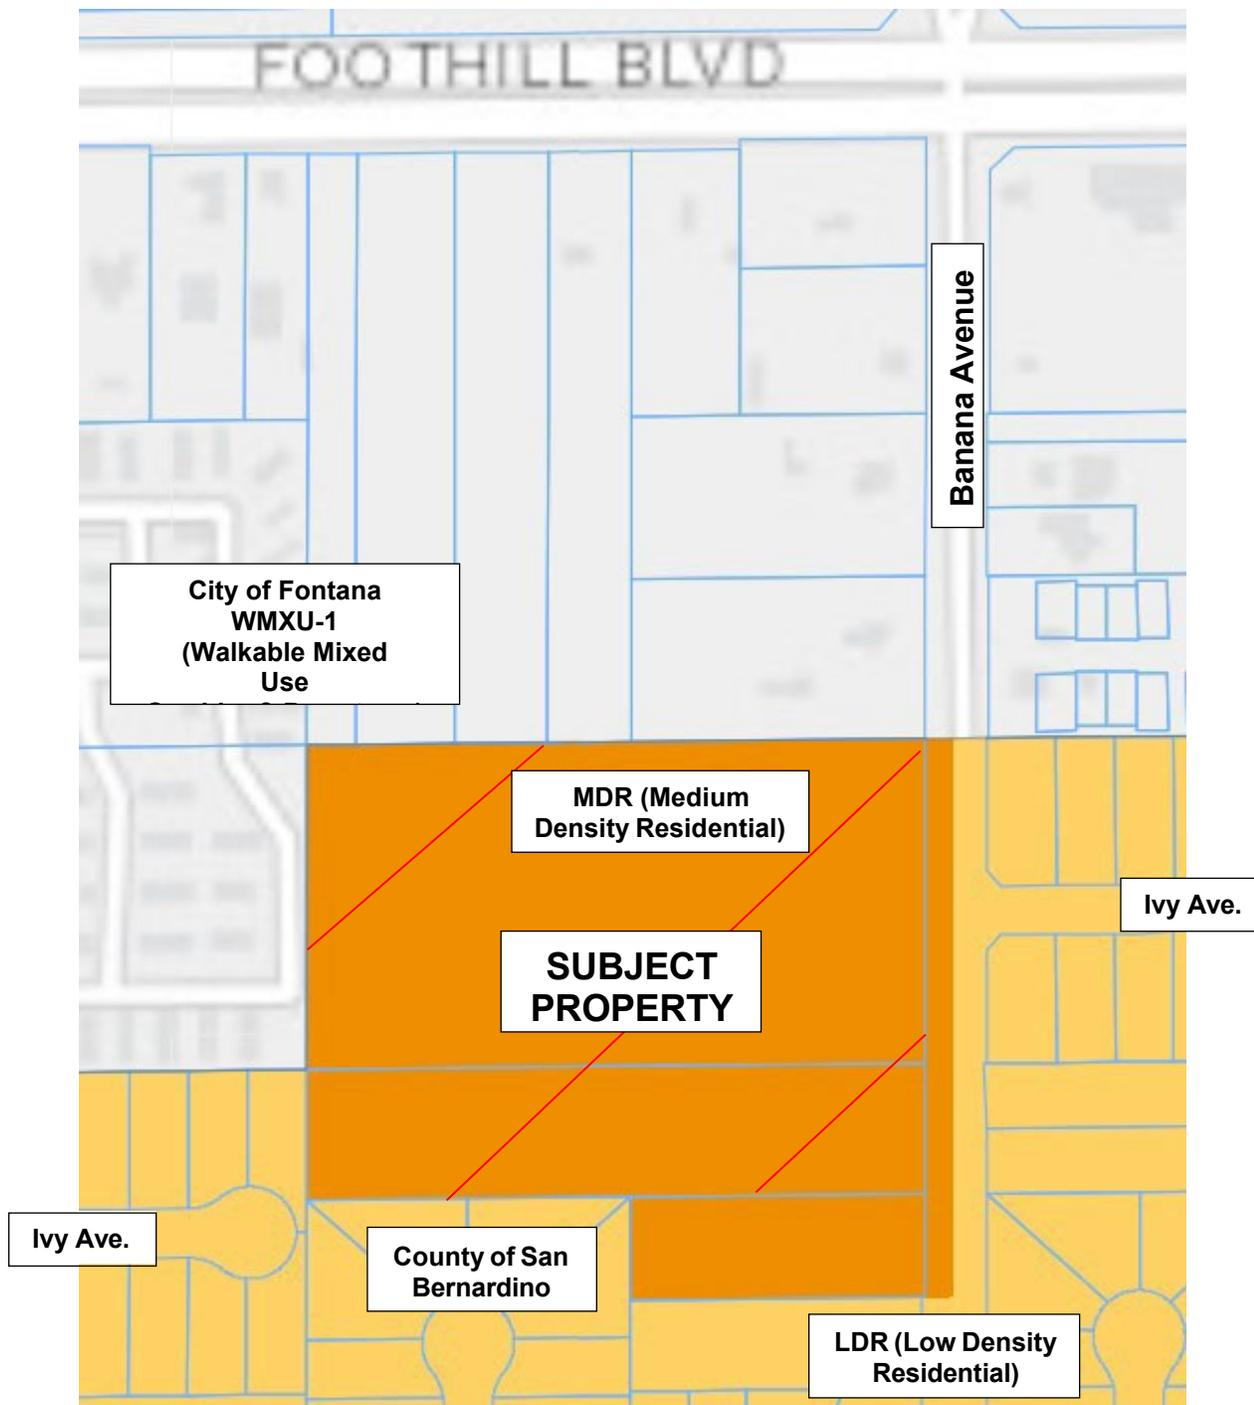 FOOTHILL BLVD
Banana Avenue
City of Fontana
WMXU-1
(Walkable Mixed
Use
MDR (Medium
Density Residential)
Ivy Ave.
SUBJECT
PROPERTY
Ivy Ave.
County of San
Bernardino
LDR (Low Density
Residential)